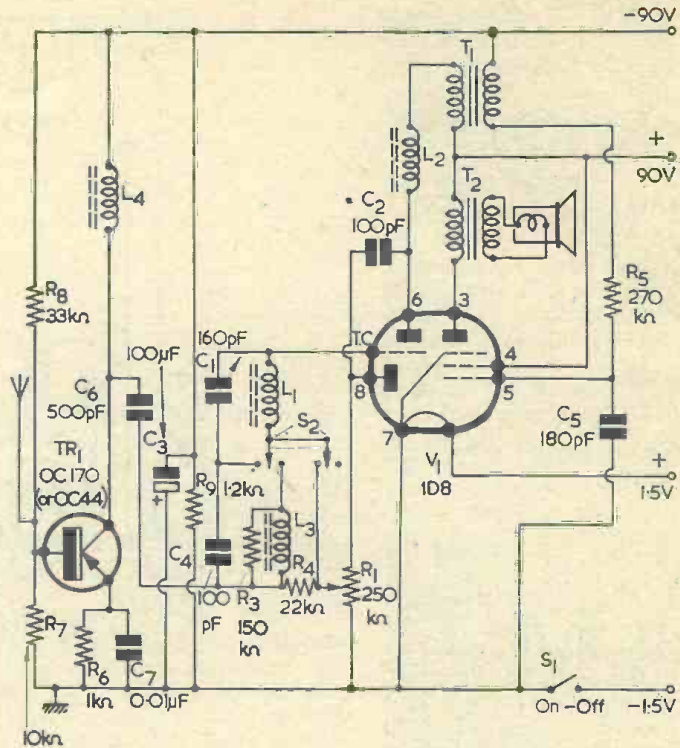 -90V
T1
+
90V
L2
L4
T2
C2
100pF
R8
33kΩ
R5
270
kΩ
6
3
160pF
T.C
100µF
C1
4
8
5
C6
500pF
L1
C3
S2
7
C5
180pF
TR1
OC170
(or OC44)
R9
V1
1D8
+
1.5V
1.2kΩ
L3
+
C4
R4
R1
250
kΩ
100
pF
R3
150
kΩ
22kΩ
R7
R6
1kΩ
C7
0.01µF
S1
On-Off
-1.5V
10kΩ